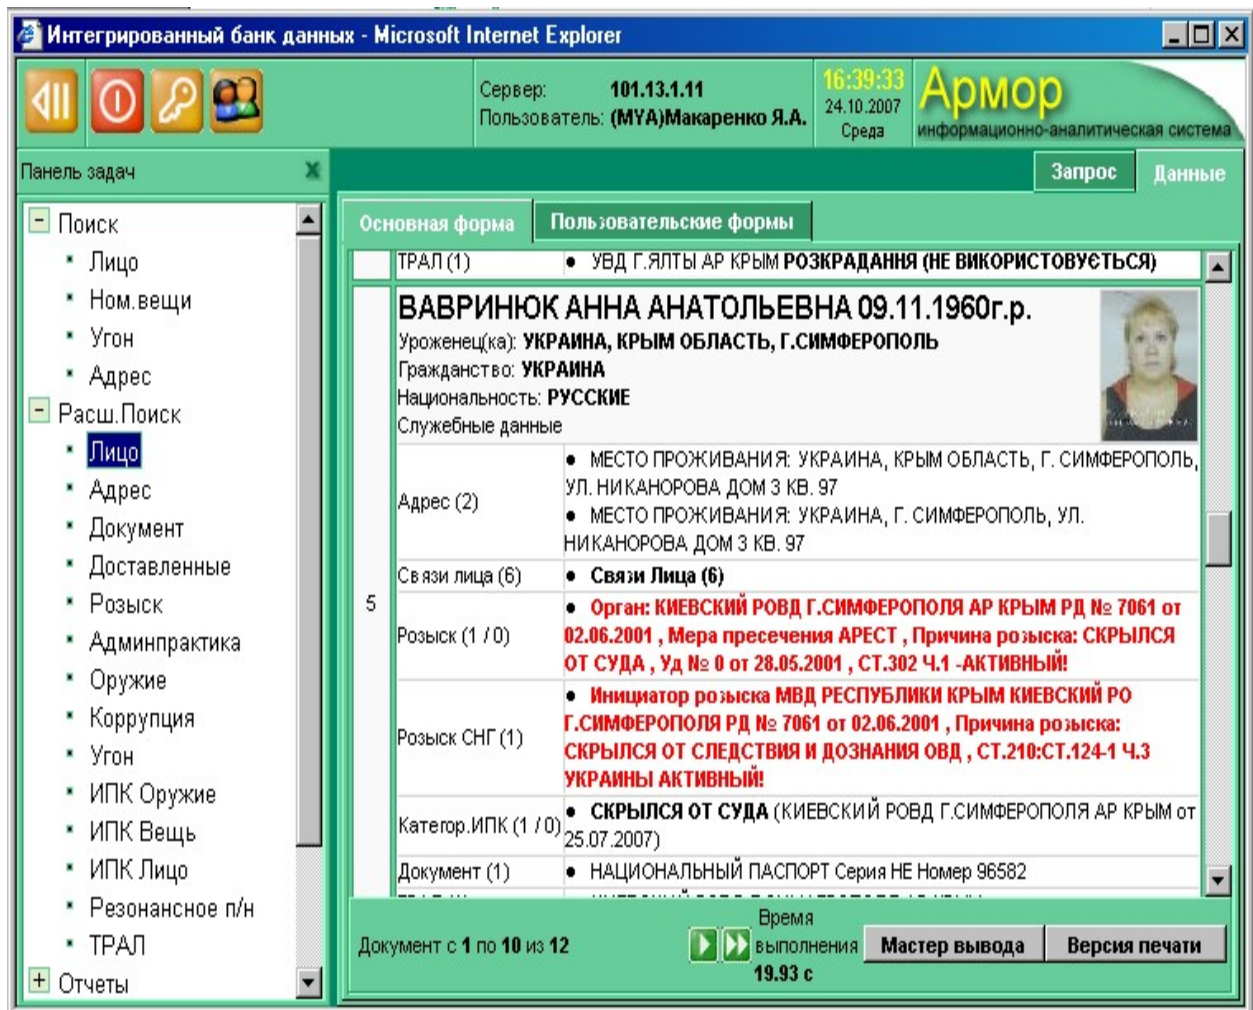 Интегрированный банк данных - Microsoft Internet Explorer
Сервер: 101.13.1.11
Пользователь: (MYA)Макаренко Я.А.
16:39:33
24.10.2007
Среда
Армор
информационно-аналитическая система
Панель задач
Запрос
Данные
Поиск
Лицо
Ном.вещи
Угон
Адрес
Расш.Поиск
Лицо
Адрес
Документ
Доставленные
Розыск
Админпрактика
Оружие
Коррупция
Угон
ИПК Оружие
ИПК Вещь
ИПК Лицо
Резонансное п/н
ТРАЛ
Отчеты
Основная форма
Пользовательские формы
ТРАЛ (1)
● УВД Г.ЯЛТЫ АР КРЫМ РОЗКРАДАННЯ (НЕ ВИКОРИСТОВУЄТЬСЯ)
5
ВАВРИНЮК АННА АНАТОЛЬЕВНА 09.11.1960г.р.
Уроженец(ка): УКРАИНА, КРЫМ ОБЛАСТЬ, Г.СИМФЕРОПОЛЬ
Гражданство: УКРАИНА
Национальность: РУССКИЕ
Служебные данные
Адрес (2)
● МЕСТО ПРОЖИВАНИЯ: УКРАИНА, КРЫМ ОБЛАСТЬ, Г. СИМФЕРОПОЛЬ,
УЛ. НИКАНОРОВА ДОМ 3 КВ. 97
● МЕСТО ПРОЖИВАНИЯ: УКРАИНА, Г. СИМФЕРОПОЛЬ, УЛ.
НИКАНОРОВА ДОМ 3 КВ. 97
Связи лица (6)
● Связи Лица (6)
Розыск (1 / 0)
● Орган: КИЕВСКИЙ РОВД Г.СИМФЕРОПОЛЯ АР КРЫМ РД № 7061 от
02.06.2001 , Мера пресечения АРЕСТ , Причина розыска: СКРЫЛСЯ
ОТ СУДА , Уд № 0 от 28.05.2001 , СТ.302 Ч.1 -АКТИВНЫЙ!
Розыск СНГ (1)
● Инициатор розыска МВД РЕСПУБЛИКИ КРЫМ КИЕВСКИЙ РО
Г.СИМФЕРОПОЛЯ РД № 7061 от 02.06.2001 , Причина розыска:
СКРЫЛСЯ ОТ СЛЕДСТВИЯ И ДОЗНАНИЯ ОВД , СТ.210:СТ.124-1 Ч.3
УКРАИНЫ АКТИВНЫЙ!
Категор.ИПК (1 / 0)
● СКРЫЛСЯ ОТ СУДА (КИЕВСКИЙ РОВД Г.СИМФЕРОПОЛЯ АР КРЫМ от
25.07.2007)
Документ (1)
● НАЦИОНАЛЬНЫЙ ПАСПОРТ Серия НЕ Номер 96582
Документ с 1 по 10 из 12
Время
выполнения
19.93 с
Мастер вывода
Версия печати